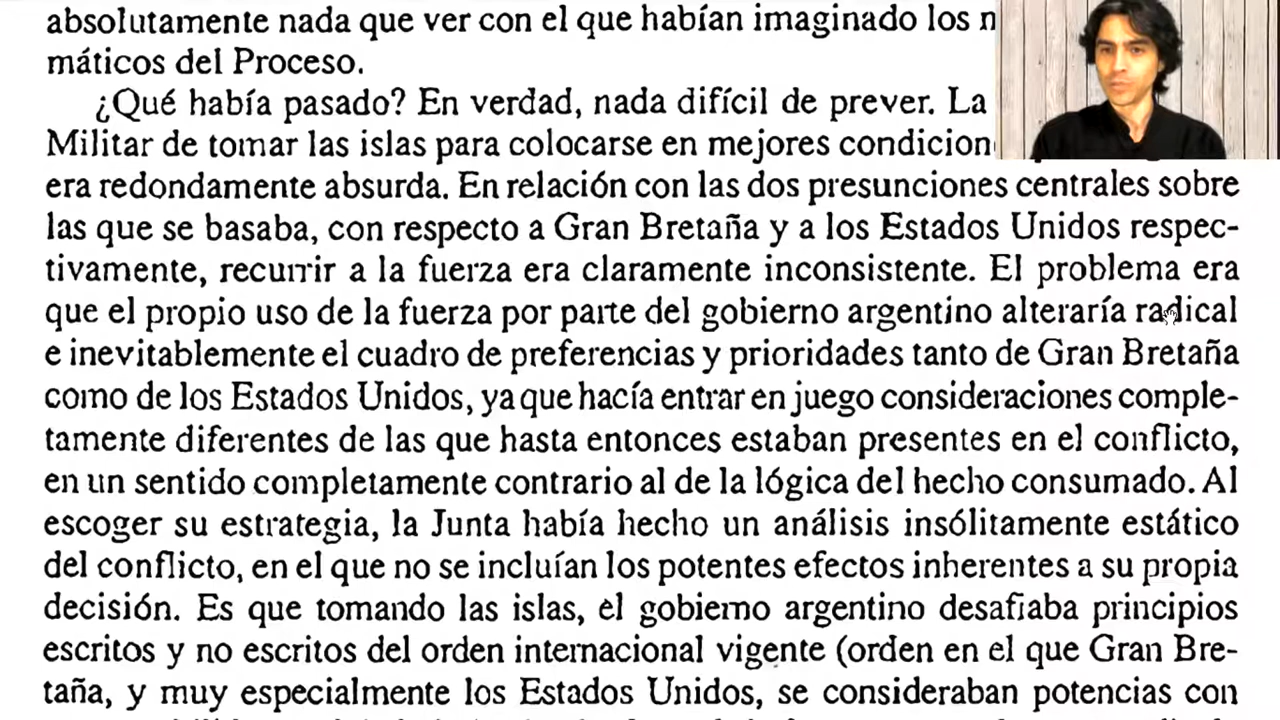 absolutamente nada que ver con el que habían imaginado los
máticos del Proceso.
¿Qué había pasado? En verdad, nada difícil de prever. La
Militar de tomar las islas para colocarse en mejores
era redondamente absurda. En relación con las dos presunciones centrales sobre
las que se basaba, con respecto a Gran Bretaña y a los Estados Unidos respec-
tivamente, recurrir a la fuerza era claramente inconsistente. El problema era
que el propio uso de la fuerza por parte del gobierno argentino alteraría radical
e inevitablemente el cuadro de preferencias y prioridades tanto de Gran Bretaña
como de los Estados Unidos, ya que hacía entrar en juego consideraciones comple-
tamente diferentes de las que hasta entonces estaban presentes en el conflicto,
en un sentido completamente contrario al de la lógica del hecho consumado. Al
escoger su estrategia, la Junta había hecho un análisis insólitamente estático
del conflicto, en el que no se incluían los potentes efectos inherentes a su propia
decisión. Es que tomando las islas, el gobierno argentino desafiaba principios
escritos y no escritos del orden internacional vigente (orden en el que Gran Bre-
taña, y muy especialmente los Estados Unidos, se consideraban potencias con